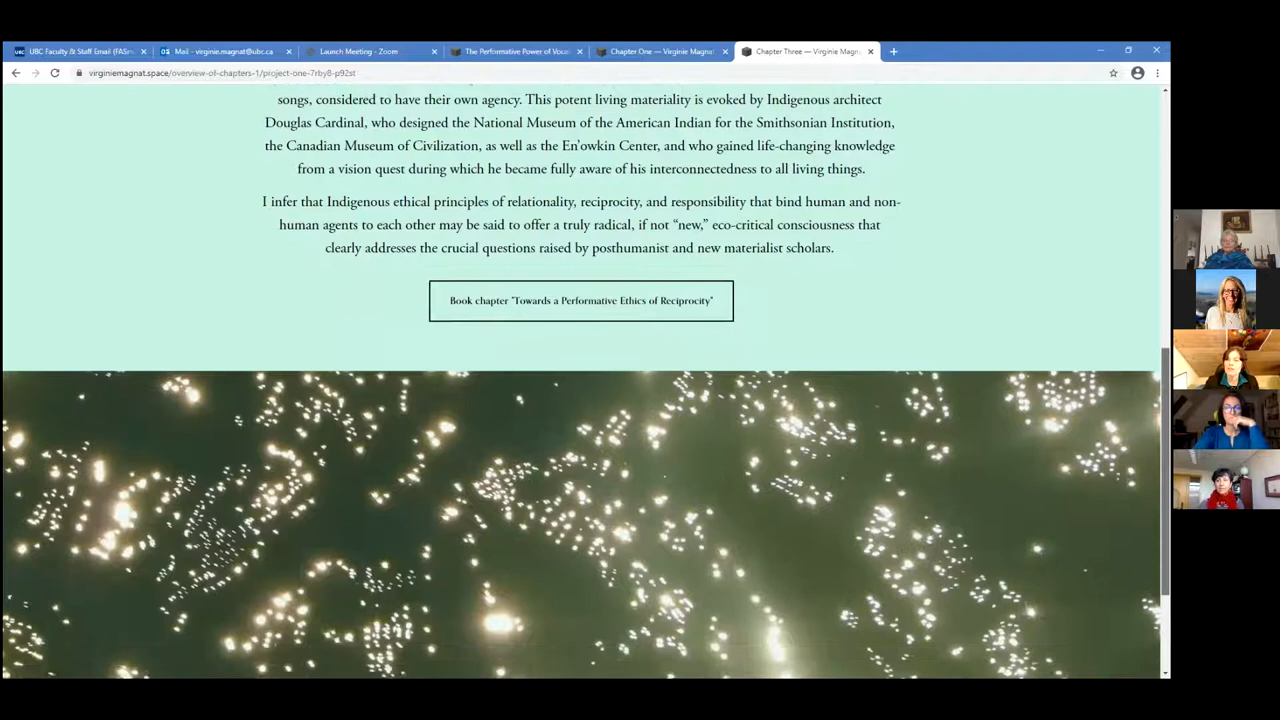 UBC Faculty & Staff Email (FASm
Mail - virginie.magnat@ubc.ca
Launch Meeting - Zoom
The Performative Power of Vocal
Chapter One — Virginie Magnat
Chapter Three — Virginie Magna
virginiemagnat.space/overview-of-chapters-1/project-one-7rby8-p92st
songs, considered to have their own agency. This potent living materiality is evoked by Indigenous architect
Douglas Cardinal, who designed the National Museum of the American Indian for the Smithsonian Institution,
the Canadian Museum of Civilization, as well as the En’owkin Center, and who gained life-changing knowledge
from a vision quest during which he became fully aware of his interconnectedness to all living things.
I infer that Indigenous ethical principles of relationality, reciprocity, and responsibility that bind human and non-
human agents to each other may be said to offer a truly radical, if not “new,” eco-critical consciousness that
clearly addresses the crucial questions raised by posthumanist and new materialist scholars.
Book chapter "Towards a Performative Ethics of Reciprocity"